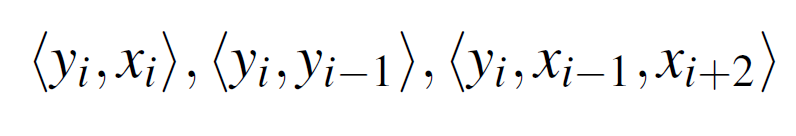 ⟨yᵢ, xᵢ⟩, ⟨yᵢ, yᵢ₋₁⟩, ⟨yᵢ, xᵢ₋₁, xᵢ₊₂⟩